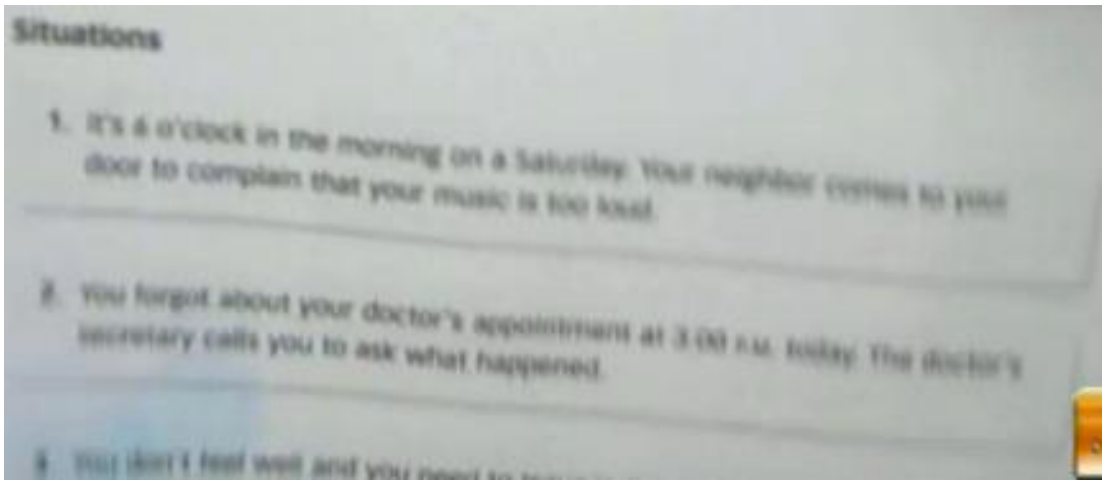 Situations
1. It's 6 o'clock in the morning on a Saturday. Your neighbor comes to your
door to complain that your music is too loud.
2. You forgot about your doctor's appointment at 3:00 P.M. today. The doctor's
secretary calls you to ask what happened.
You don't feel well and you need to